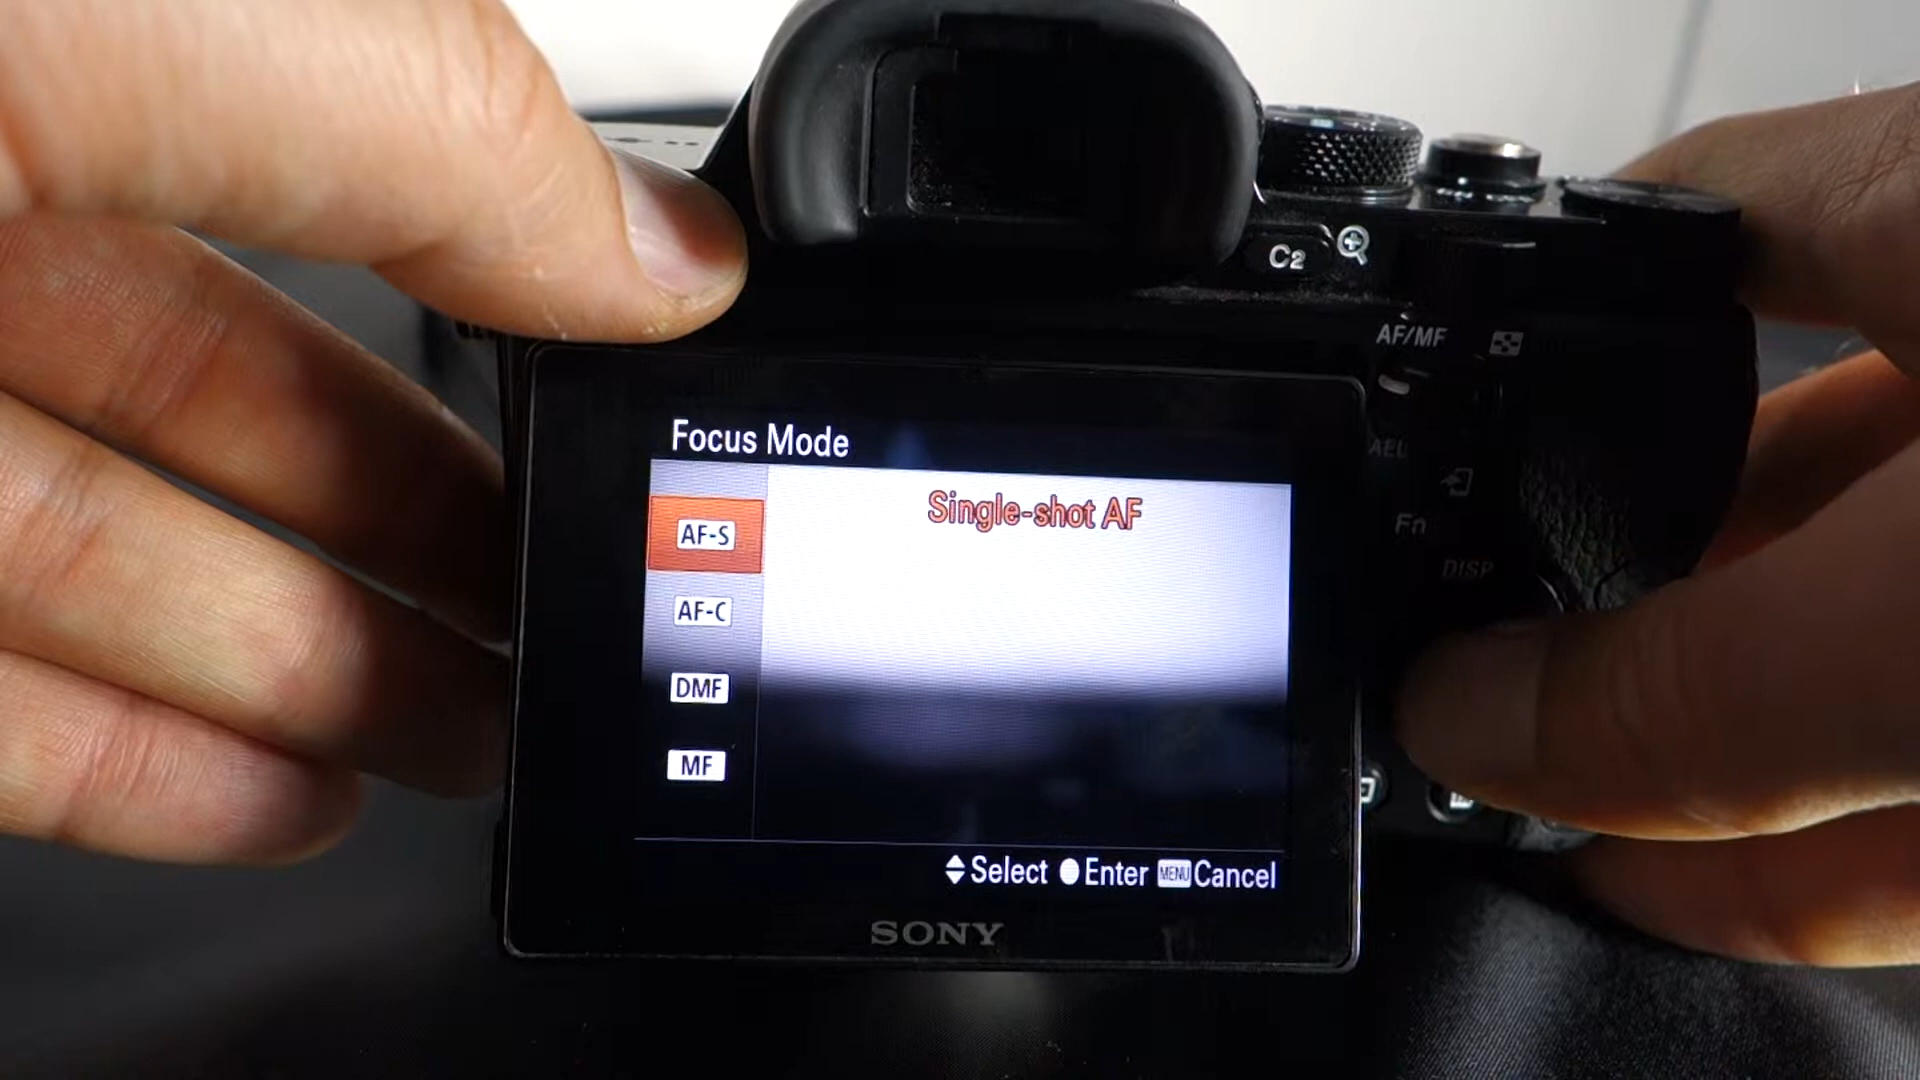 C2
AF/MF
Focus Mode
AEL
Single-shot AF
AF-S
Fn
DISP
AF-C
DMF
MF
Select Enter MENU Cancel
SONY